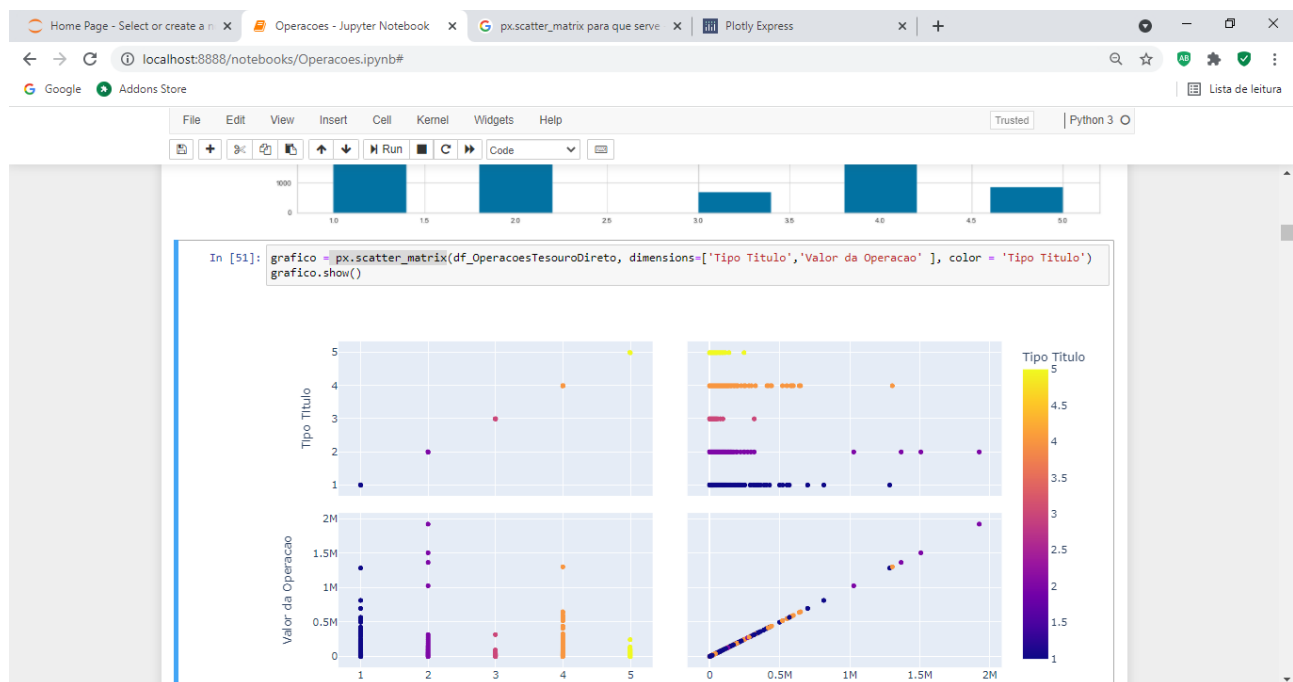 Home Page - Select or create a n
Operacoes - Jupyter Notebook
px.scatter_matrix para que serve
Plotly Express
localhost:8888/notebooks/Operacoes.ipynb#
Google
Addons Store
Lista de leitura
File Edit View Insert Cell Kernel Widgets Help
Trusted
Python 3
Run
Code
1000
0
1.0 1.5 2.0 2.5 3.0 3.5 4.0 4.5 5.0
In [51]: grafico = px.scatter_matrix(df_OperacoesTesouroDireto, dimensions=['Tipo Titulo','Valor da Operacao' ], color = 'Tipo Titulo')
grafico.show()
Tipo Titulo
5
4
3
2
1
Valor da Operacao
2M
1.5M
1M
0.5M
0
1 2 3 4 5
0 0.5M 1M 1.5M 2M
Tipo Titulo
5
4.5
4
3.5
3
2.5
2
1.5
1